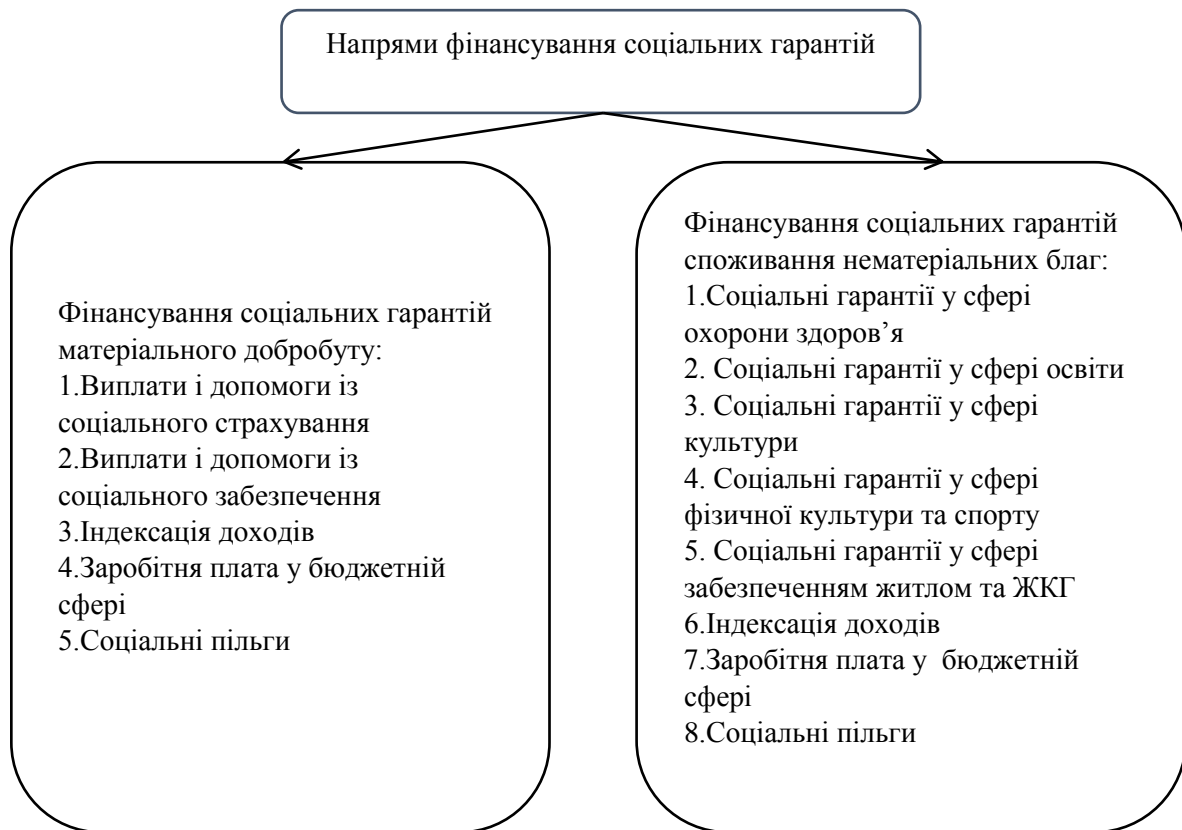 Напрями фінансування соціальних гарантій
Фінансування соціальних гарантій
матеріального добробуту:
1.Виплати і допомоги із
соціального страхування
2.Виплати і допомоги із
соціального забезпечення
3.Індексація доходів
4.Заробітня плата у бюджетній
сфері
5.Соціальні пільги
Фінансування соціальних гарантій
споживання нематеріальних благ:
1.Соціальні гарантії у сфері
охорони здоров’я
2. Соціальні гарантії у сфері освіти
3. Соціальні гарантії у сфері
культури
4. Соціальні гарантії у сфері
фізичної культури та спорту
5. Соціальні гарантії у сфері
забезпеченням житлом та ЖКГ
6.Індексація доходів
7.Заробітня плата у  бюджетній
сфері
8.Соціальні пільги